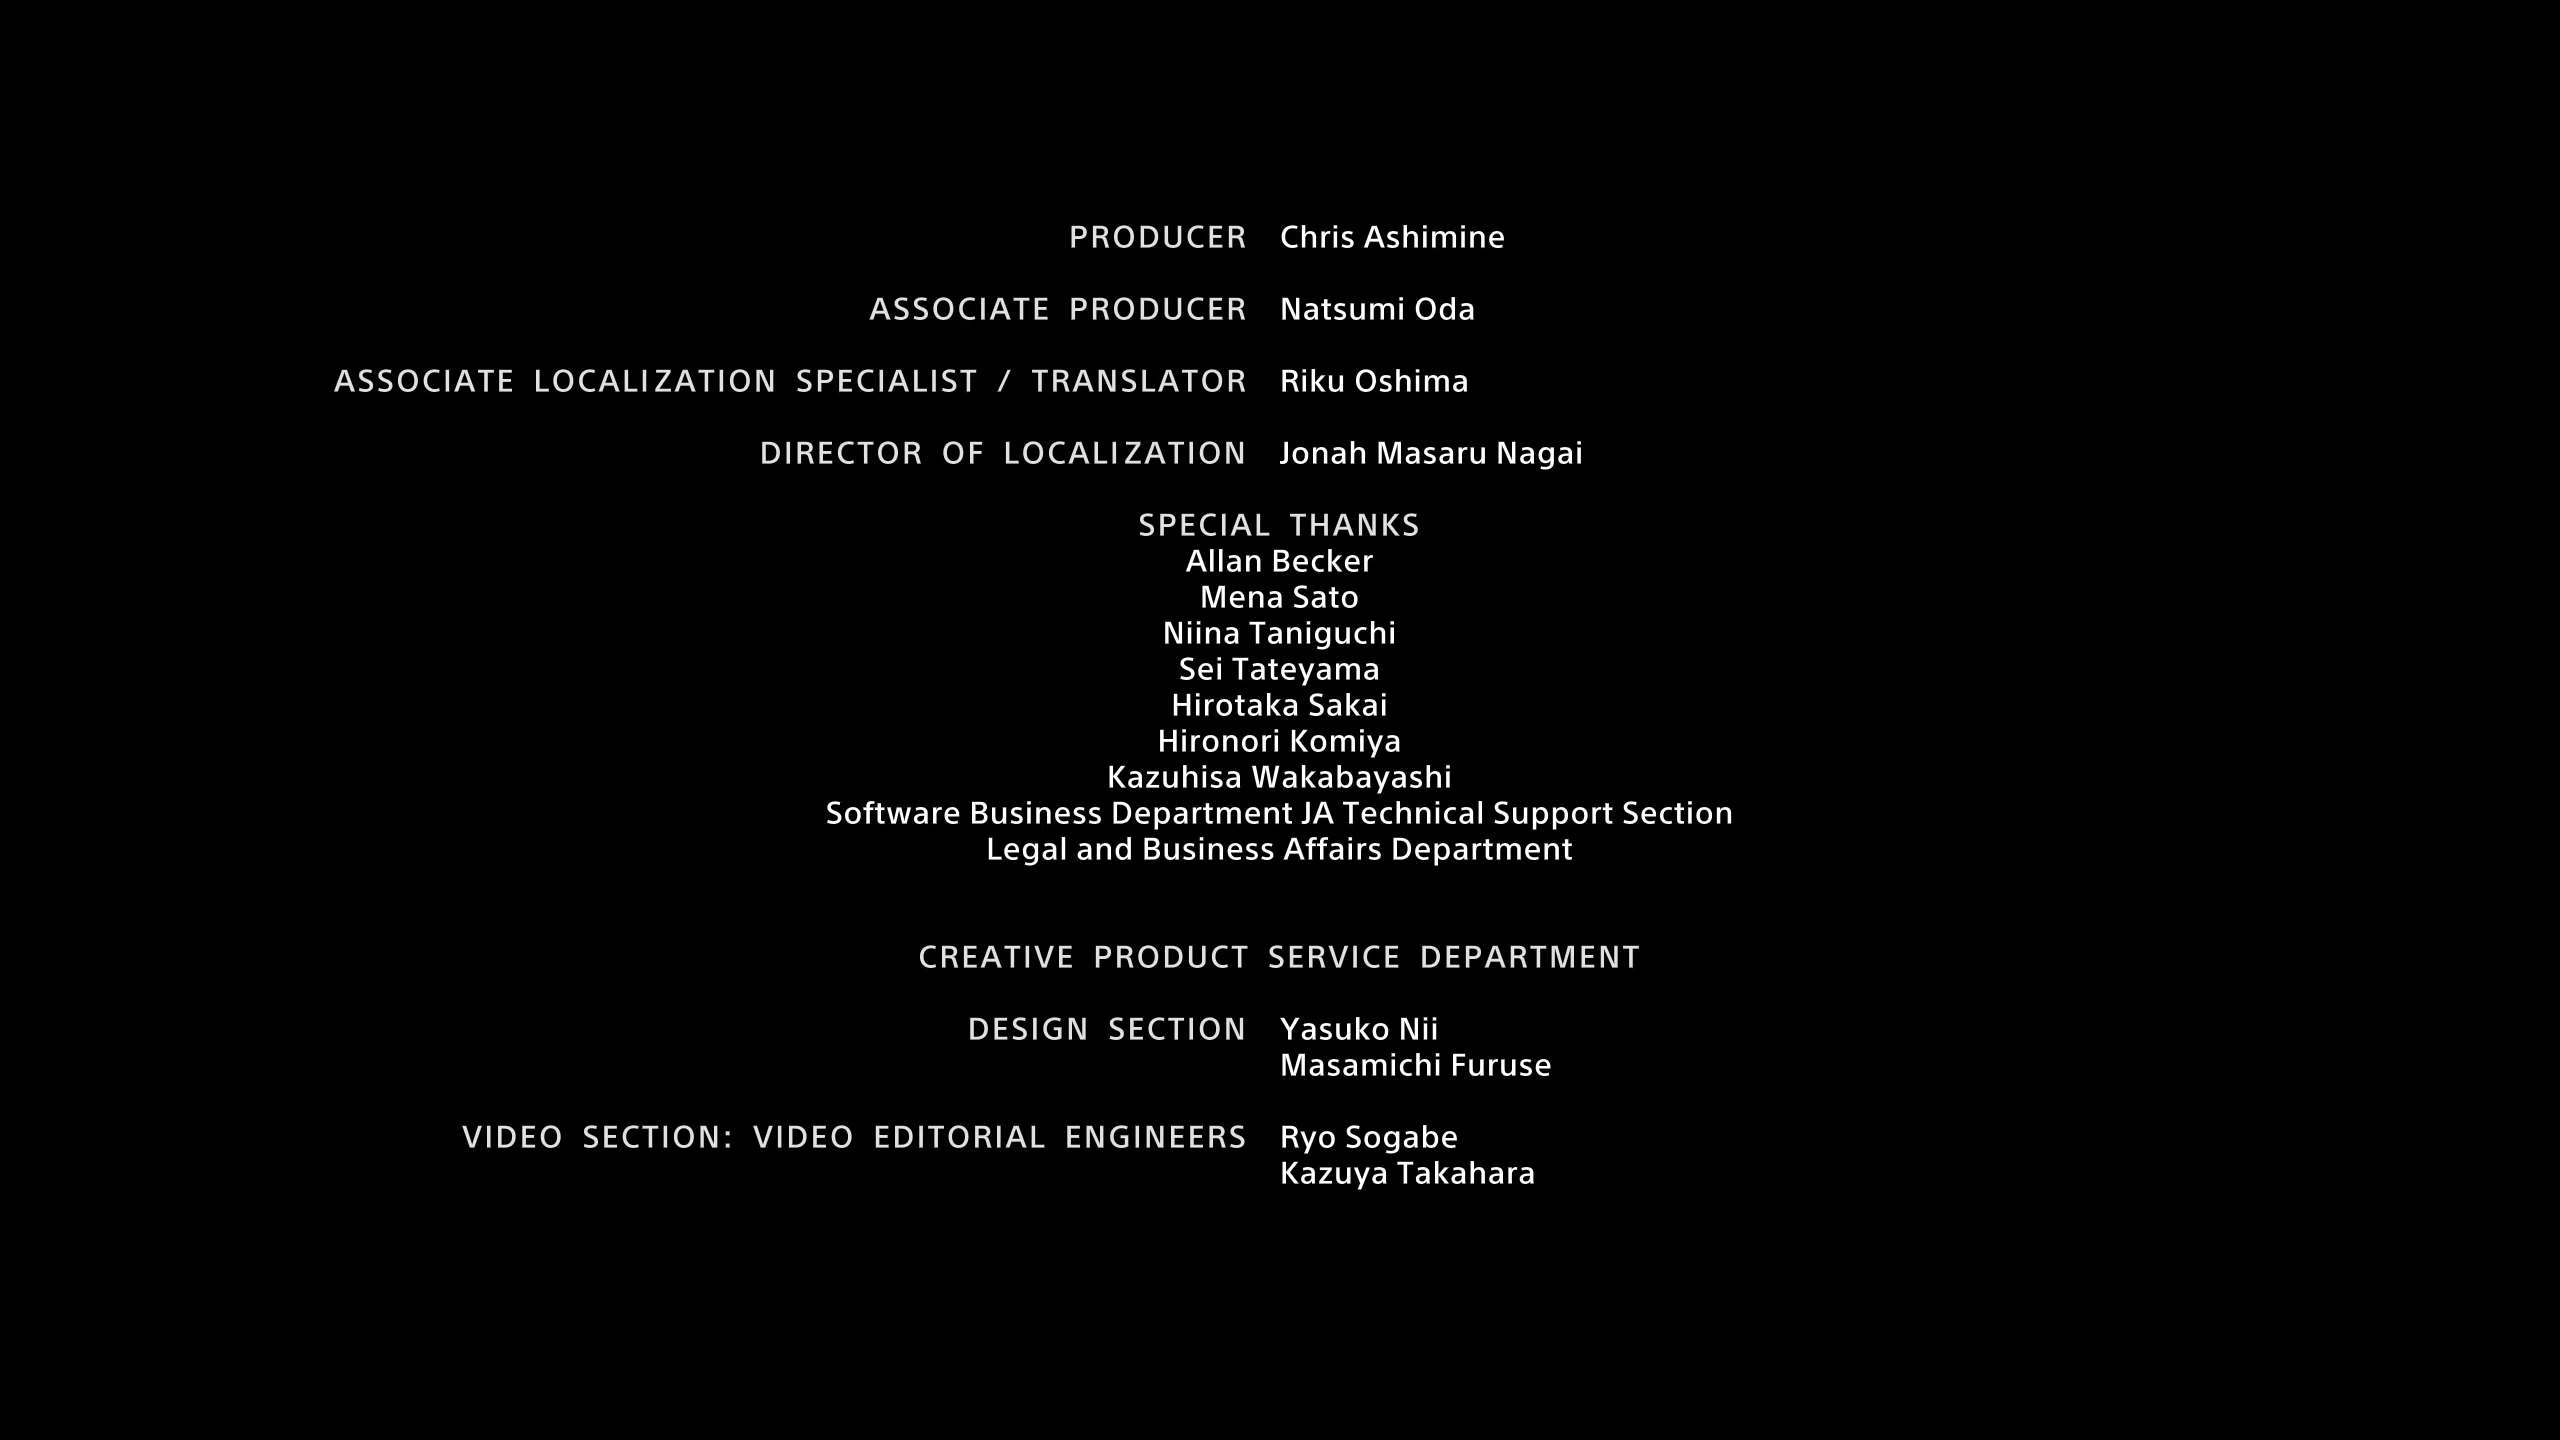 PRODUCER Chris Ashimine
ASSOCIATE PRODUCER Natsumi Oda
ASSOCIATE LOCALIZATION SPECIALIST / TRANSLATOR Riku Oshima
DIRECTOR OF LOCALIZATION Jonah Masaru Nagai
SPECIAL THANKS
Allan Becker
Mena Sato
Niina Taniguchi
Sei Tateyama
Hirotaka Sakai
Hironori Komiya
Kazuhisa Wakabayashi
Software Business Department JA Technical Support Section
Legal and Business Affairs Department
CREATIVE PRODUCT SERVICE DEPARTMENT
DESIGN SECTION Yasuko Nii
Masamichi Furuse
VIDEO SECTION: VIDEO EDITORIAL ENGINEERS Ryo Sogabe
Kazuya Takahara